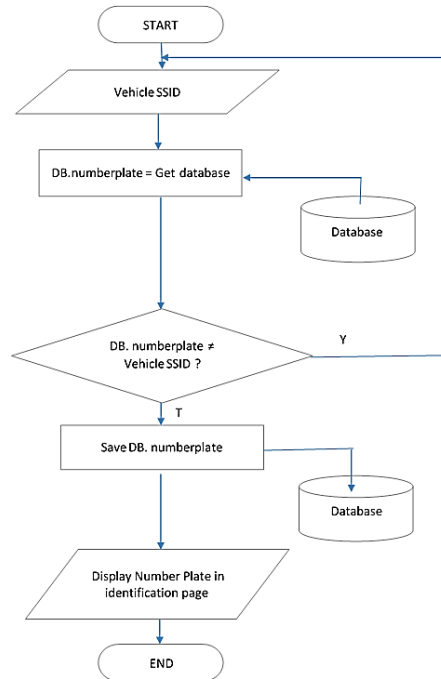 START
Vehicle SSID
DB.numberplate = Get database
Database
DB. numberplate ≠
Vehicle SSID ?
Y
T
Save DB. numberplate
Database
Display Number Plate in
identification page
END